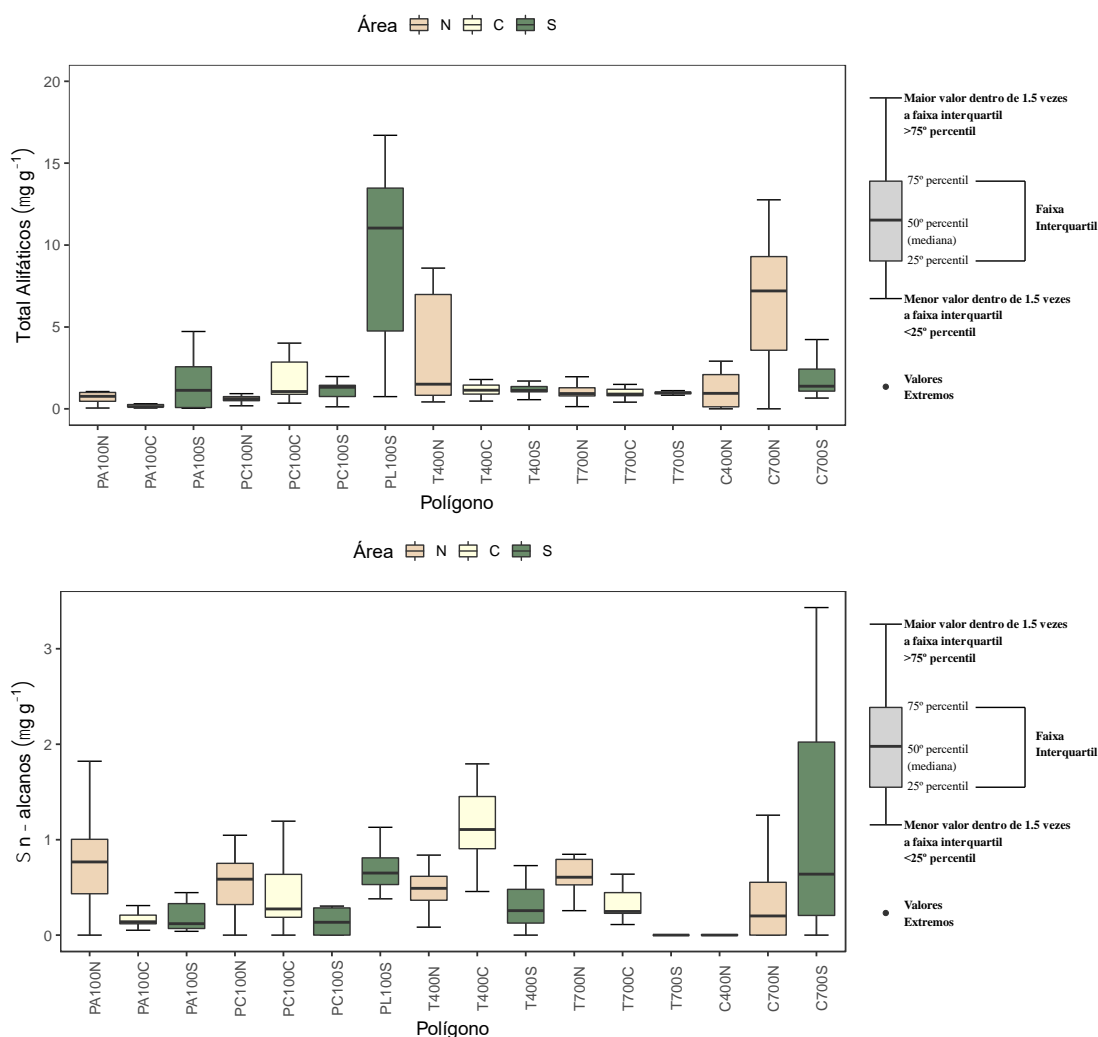 Área N C S
Total Alifáticos (mg g⁻¹)
20
15
10
5
0
PA100N
PA100C
PA100S
PC100N
PC100C
PC100S
PL100S
T400N
T400C
T400S
T700N
T700C
T700S
C400N
C700N
C700S
Polígono
Maior valor dentro de 1.5 vezes
a faixa interquartil
>75º percentil
75º percentil
50º percentil
(mediana)
25º percentil
Faixa
Interquartil
Menor valor dentro de 1.5 vezes
a faixa interquartil
<25º percentil
Valores
Extremos
Área N C S
S n - alcanos (mg g⁻¹)
3
2
1
0
PA100N
PA100C
PA100S
PC100N
PC100C
PC100S
PL100S
T400N
T400C
T400S
T700N
T700C
T700S
C400N
C700N
C700S
Polígono
Maior valor dentro de 1.5 vezes
a faixa interquartil
>75º percentil
75º percentil
50º percentil
(mediana)
25º percentil
Faixa
Interquartil
Menor valor dentro de 1.5 vezes
a faixa interquartil
<25º percentil
Valores
Extremos